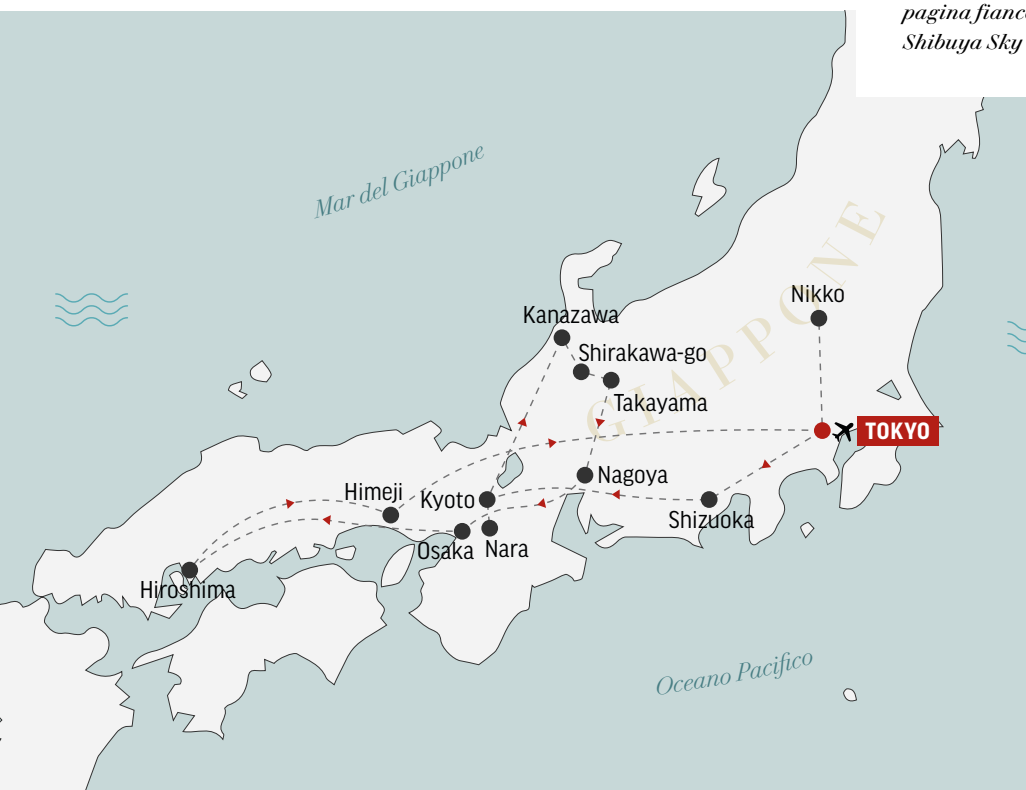 pagina fianco
Shibuya Sky
Mar del Giappone
GIAPPONE
Nikko
Kanazawa
Shirakawa-go
Takayama
TOKYO
Nagoya
Himeji
Kyoto
Shizuoka
Osaka
Nara
Hiroshima
Oceano Pacifico